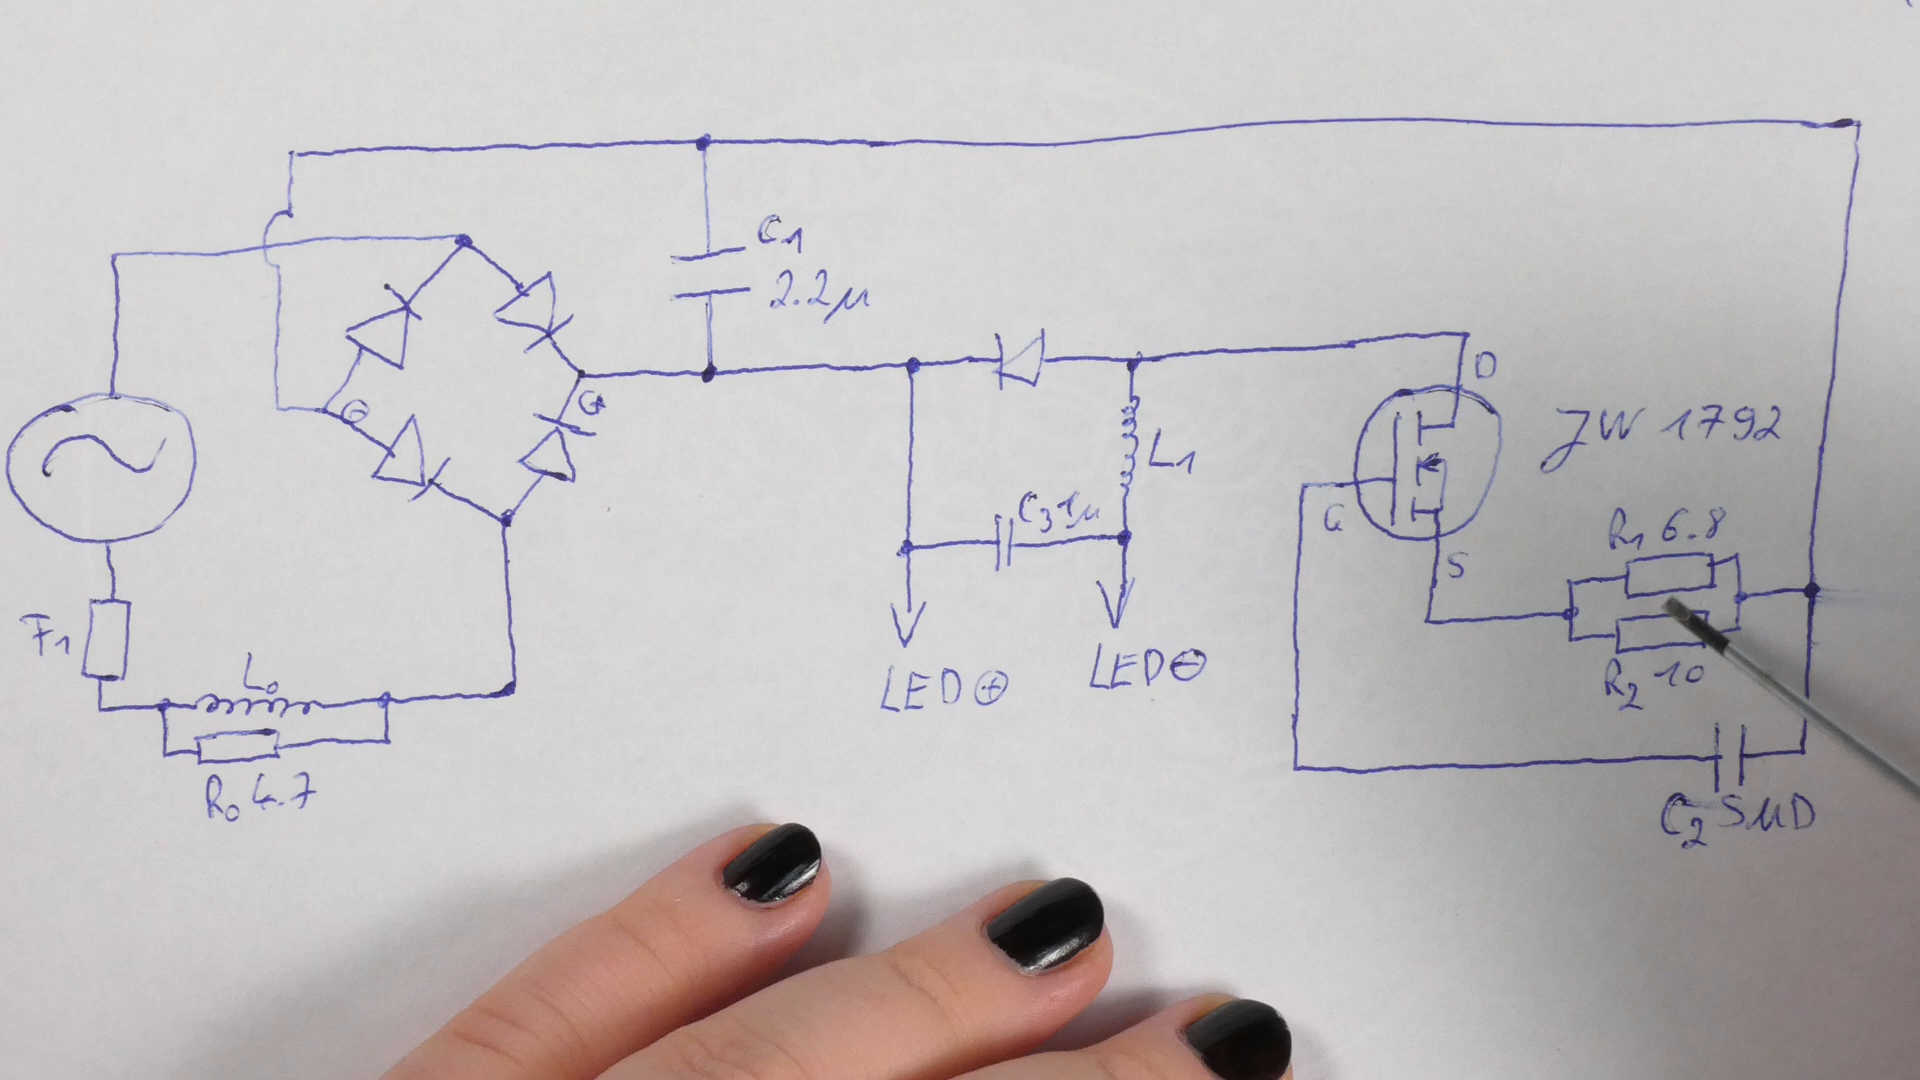 C1
2.2µ
⊖
⊕
D
JW 1792
L1
C3 1µ
G
S
R1 6.8
F1
L0
LED ⊕
LED ⊖
R2 10
R0 4.7
C2 SMD